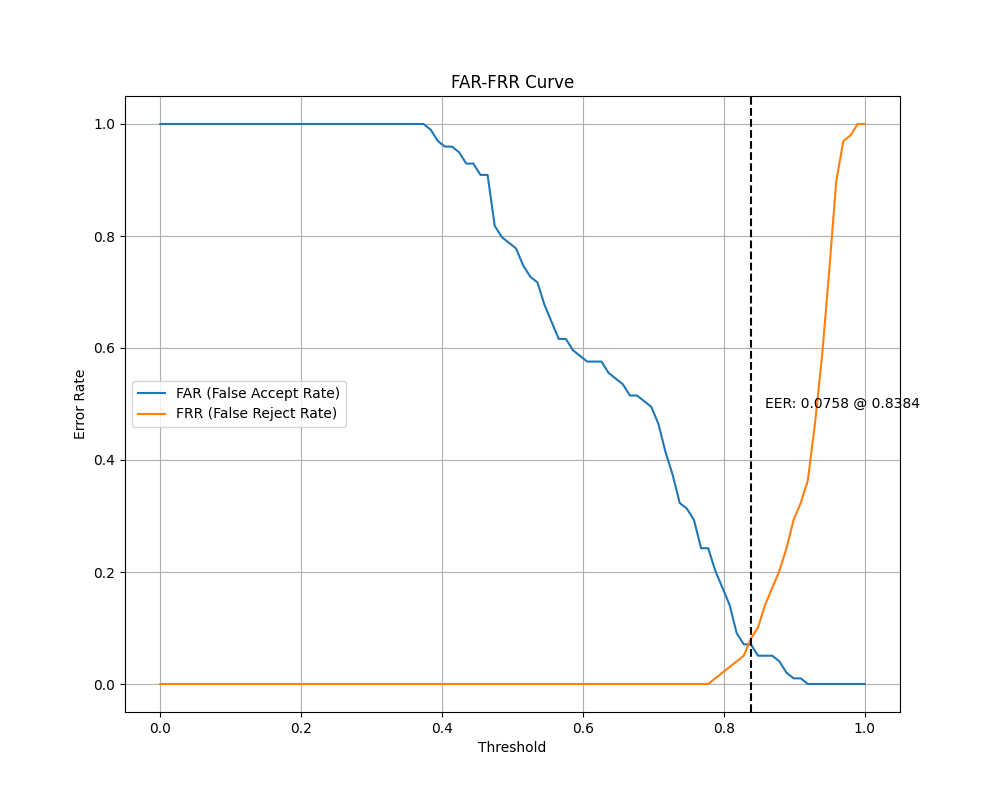 FAR-FRR Curve
Error Rate
1.0
0.8
0.6
0.4
0.2
0.0
FAR (False Accept Rate)
FRR (False Reject Rate)
EER: 0.0758 @ 0.8384
0.0 0.2 0.4 0.6 0.8 1.0
Threshold